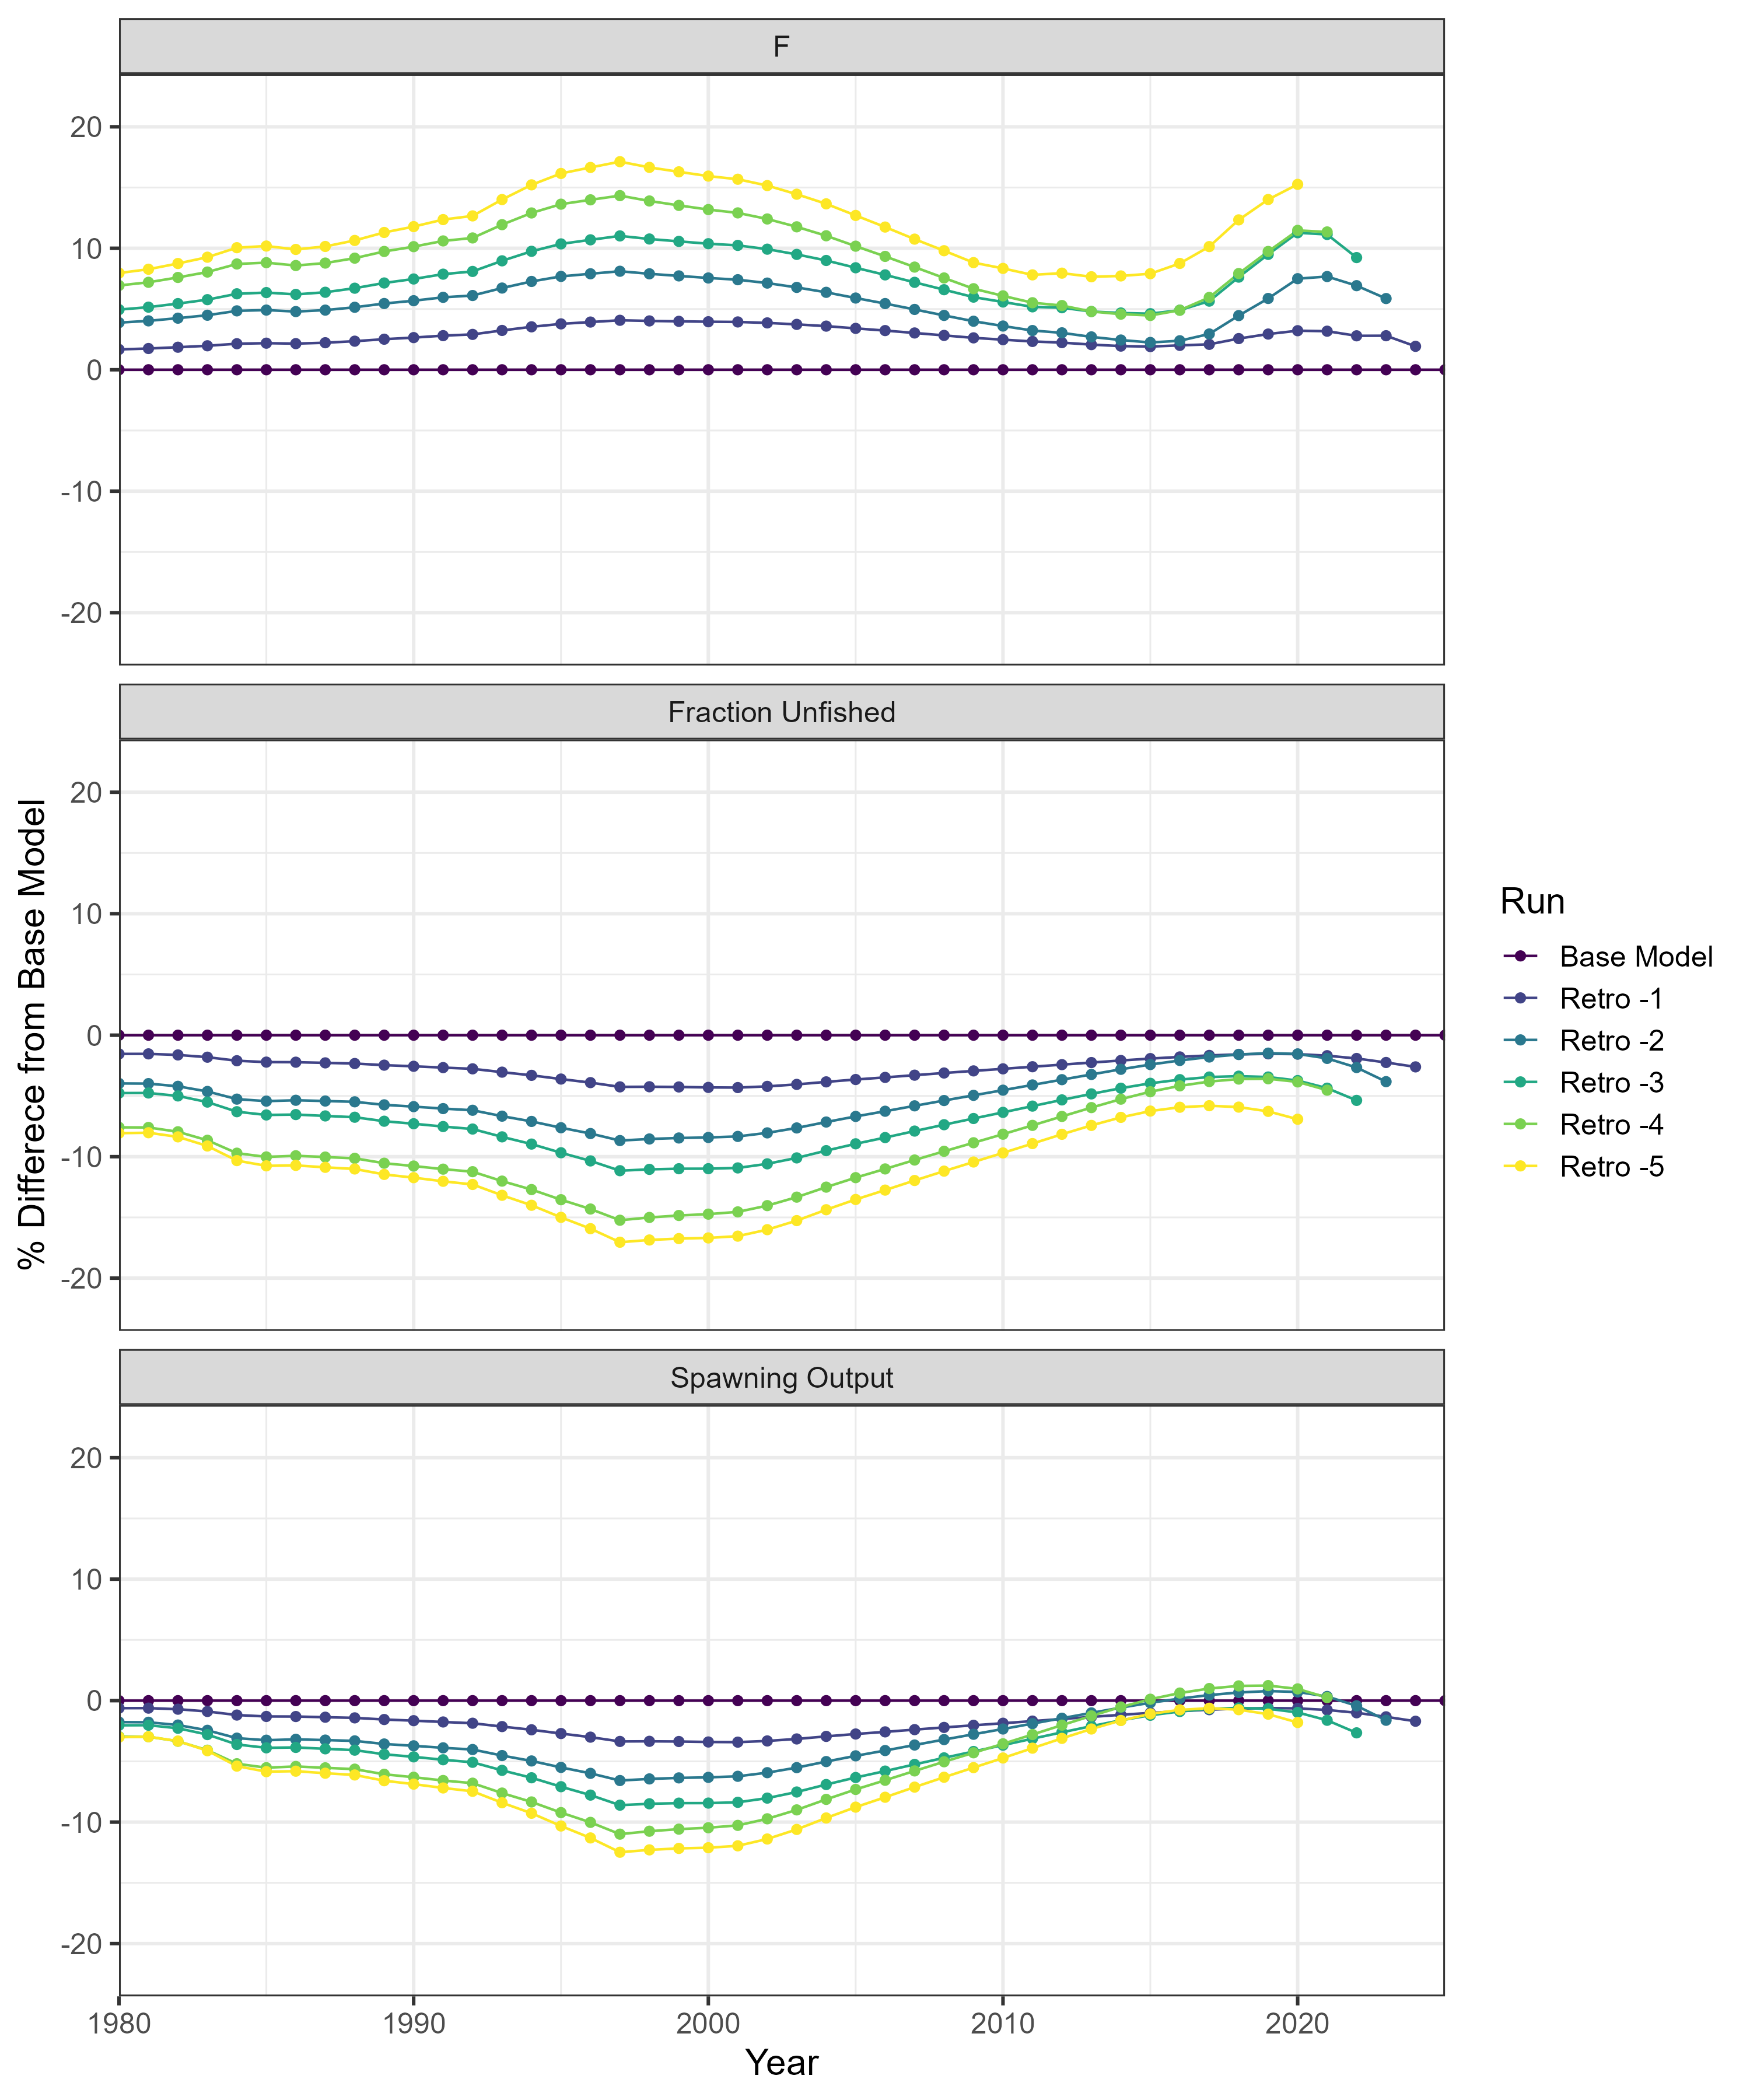 F
20
10
0
-10
-20
Fraction Unfished
20
10
0
-10
-20
% Differece from Base Model
Spawning Output
20
10
0
-10
-20
1980 1990 2000 2010 2020
Year
Run
Base Model
Retro -1
Retro -2
Retro -3
Retro -4
Retro -5